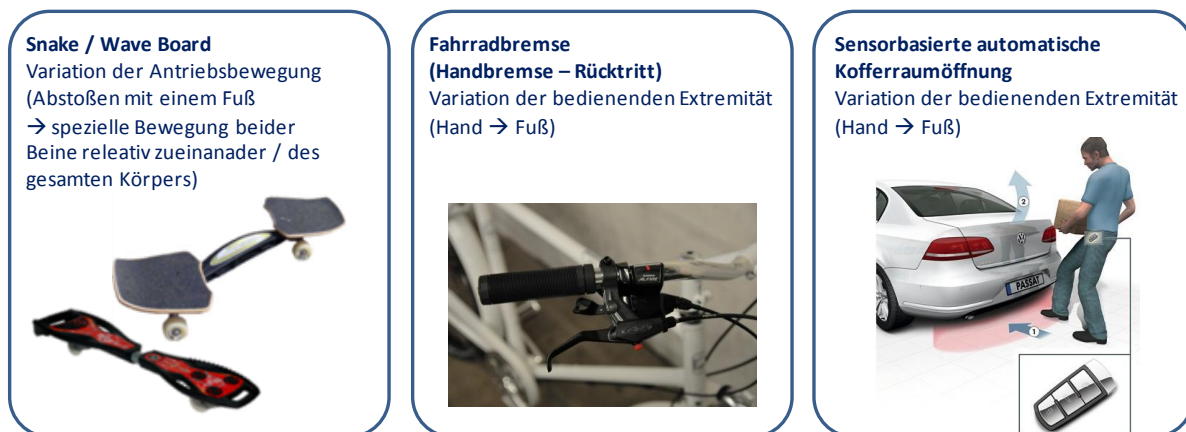 Snake / Wave Board
Variation der Antriebsbewegung
(Abstoßen mit einem Fuß
→ spezielle Bewegung beider
Beine releativ zueinanader / des
gesamten Körpers)
Fahrradbremse
(Handbremse – Rücktritt)
Variation der bedienenden Extremität
(Hand → Fuß)
Sensorbasierte automatische
Kofferraumöffnung
Variation der bedienenden Extremität
(Hand → Fuß)
2
PASSAT
1